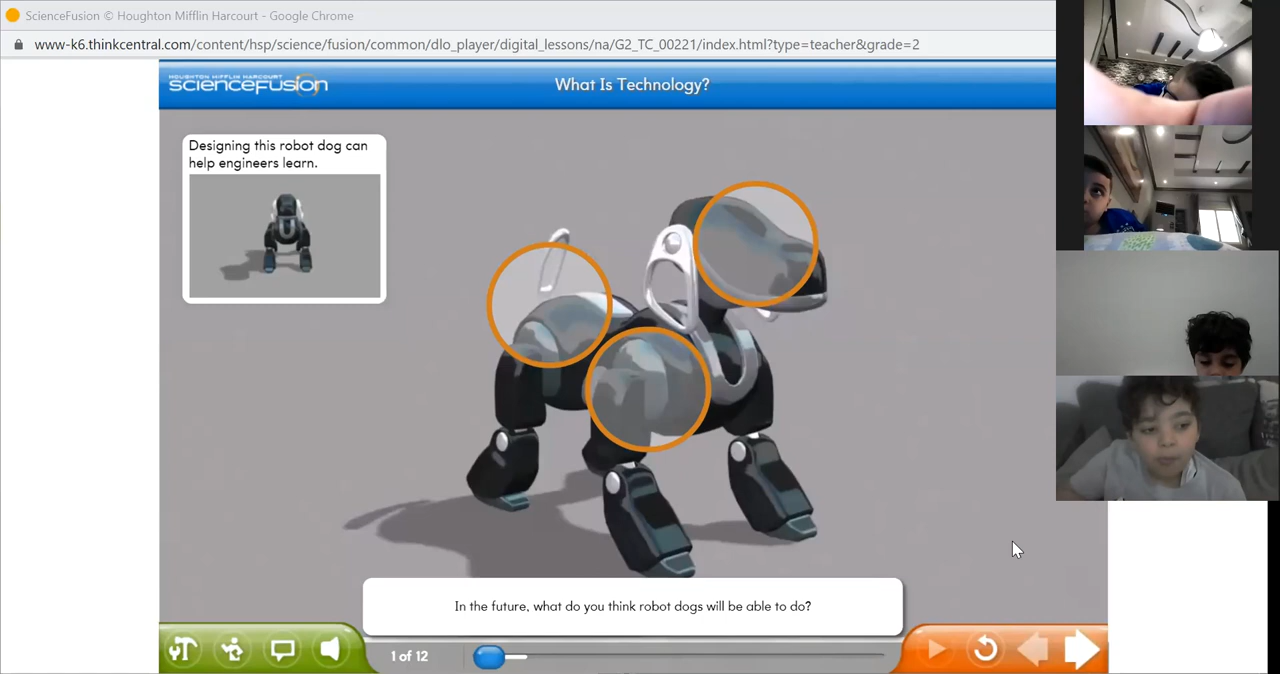 ScienceFusion © Houghton Mifflin Harcourt - Google Chrome
www-k6.thinkcentral.com/content/hsp/science/fusion/common/dlo_player/digital_lessons/na/G2_TC_00221/index.html?type=teacher&grade=2
HOUGHTON MIFFLIN HARCOURT
scienceFusion
What Is Technology?
Designing this robot dog can
help engineers learn.
In the future, what do you think robot dogs will be able to do?
1 of 12